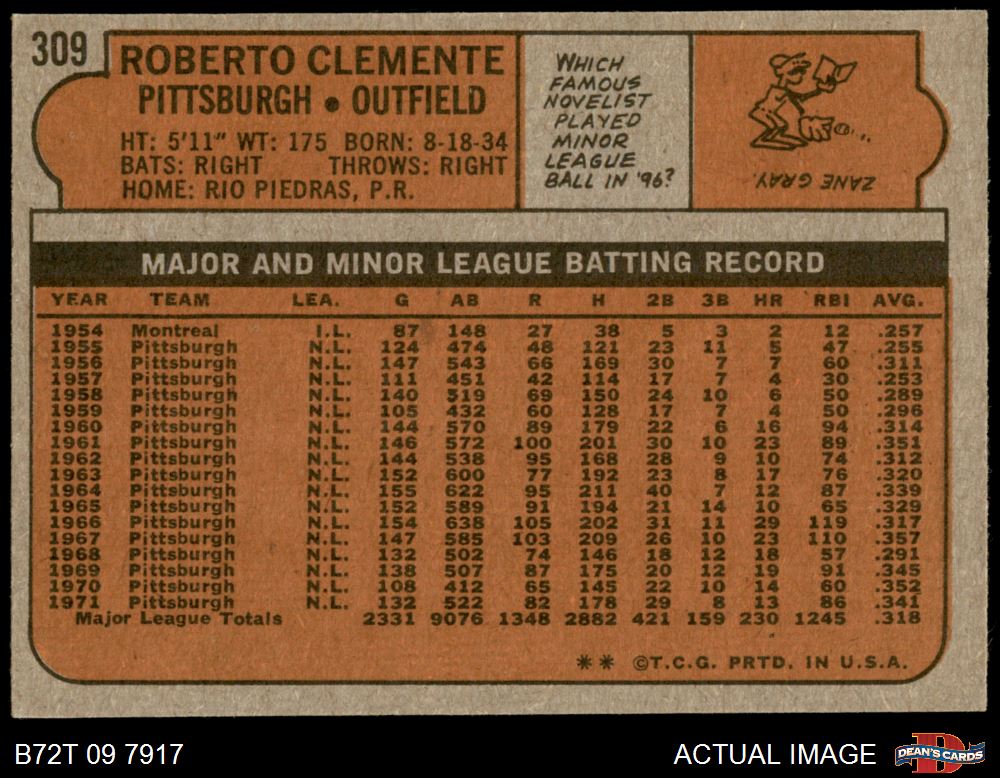 309
ROBERTO CLEMENTE
PITTSBURGH • OUTFIELD
HT: 5'11" WT: 175 BORN: 8-18-34
BATS: RIGHT THROWS: RIGHT
HOME: RIO PIEDRAS, P.R.
WHICH
FAMOUS
NOVELIST
PLAYED
MINOR
LEAGUE
BALL IN '96?
ZANE GRAY.
MAJOR AND MINOR LEAGUE BATTING RECORD
YEAR TEAM LEA. G AB R H 2B 3B HR RBI AVG.
1954 Montreal I.L. 87 148 27 38 5 3 2 12 .257
1955 Pittsburgh N.L. 124 474 48 121 23 11 5 47 .255
1956 Pittsburgh N.L. 147 543 66 169 30 7 7 60 .311
1957 Pittsburgh N.L. 111 451 42 114 17 7 4 30 .253
1958 Pittsburgh N.L. 140 519 69 150 24 10 6 50 .289
1959 Pittsburgh N.L. 105 432 60 128 17 7 4 50 .296
1960 Pittsburgh N.L. 144 570 89 179 22 6 16 94 .314
1961 Pittsburgh N.L. 146 572 100 201 30 10 23 89 .351
1962 Pittsburgh N.L. 144 538 95 168 28 9 10 74 .312
1963 Pittsburgh N.L. 152 600 77 192 23 8 17 76 .320
1964 Pittsburgh N.L. 155 622 95 211 40 7 12 87 .339
1965 Pittsburgh N.L. 152 589 91 194 21 14 10 65 .329
1966 Pittsburgh N.L. 154 638 105 202 31 11 29 119 .317
1967 Pittsburgh N.L. 147 585 103 209 26 10 23 110 .357
1968 Pittsburgh N.L. 132 502 74 146 18 12 18 57 .291
1969 Pittsburgh N.L. 138 507 87 175 20 12 19 91 .345
1970 Pittsburgh N.L. 108 412 65 145 22 10 14 60 .352
1971 Pittsburgh N.L. 132 522 82 178 29 8 13 86 .341
Major League Totals 2331 9076 1348 2882 421 159 230 1245 .318
** ©T.C.G. PRTD. IN U.S.A.
B72T 09 7917
ACTUAL IMAGE
DEAN'S CARDS